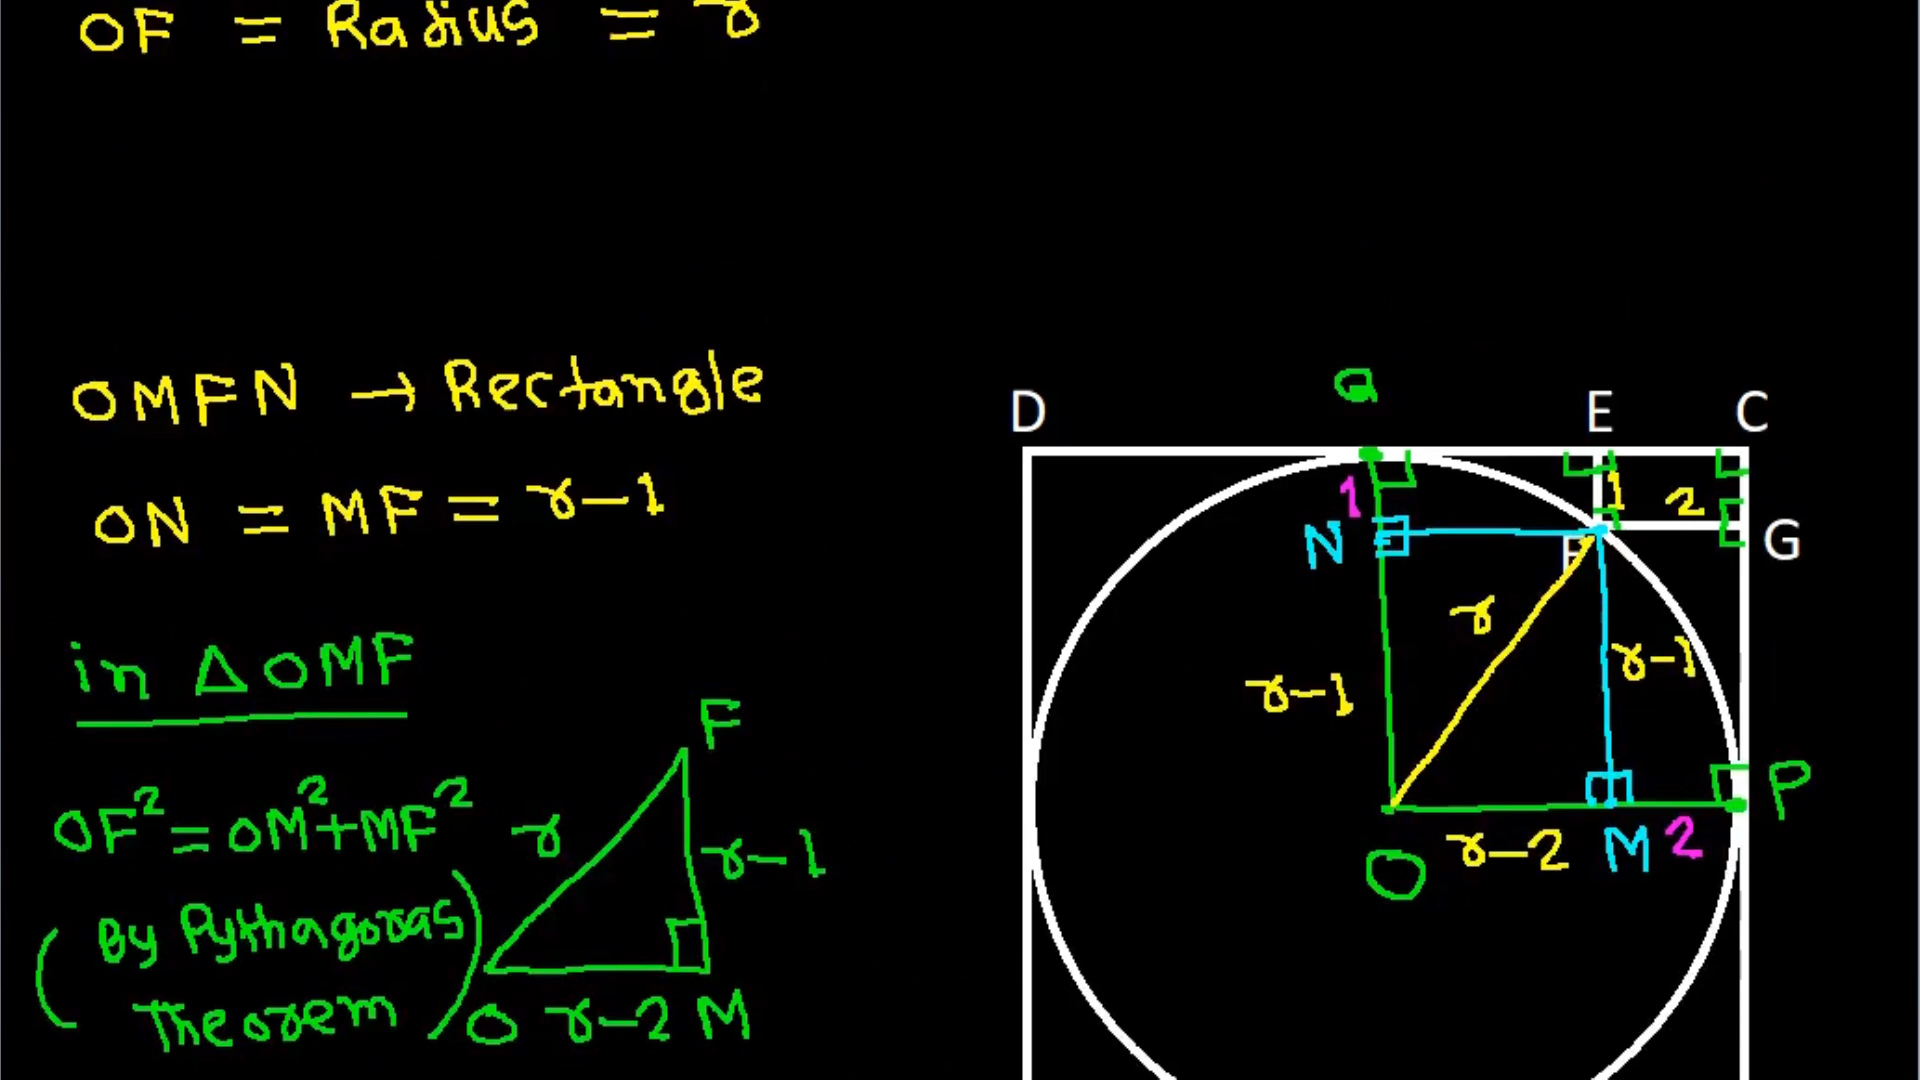 OF = Radius = r
OMFN → Rectangle
ON = MF = r-1
in △OMF
OF² = OM² + MF²
(By Pythagoras
Theorem)
F
r
r-1
O r-2 M
Q
D E C
1 1 2
N F G
r
r-1 r-1
P
r-2 M 2
O